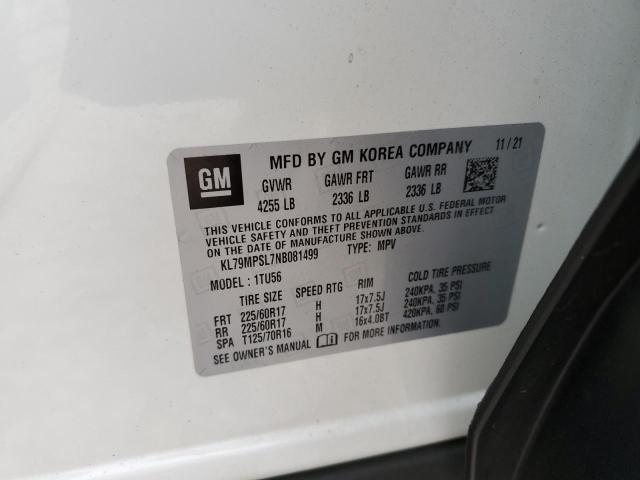 GM MFD BY GM KOREA COMPANY 11/21
GVWR GAWR FRT GAWR RR
4255 LB 2336 LB 2336 LB
THIS VEHICLE CONFORMS TO ALL APPLICABLE U.S. FEDERAL MOTOR
VEHICLE SAFETY AND THEFT PREVENTION STANDARDS IN EFFECT
ON THE DATE OF MANUFACTURE SHOWN ABOVE.
KL79MPSL7NB081499 TYPE: MPV
MODEL: 1TU56
TIRE SIZE SPEED RTG RIM COLD TIRE PRESSURE
FRT 225/60R17 H 17x7.5J 240KPA, 35 PSI
RR 225/60R17 H 17x7.5J 240KPA, 35 PSI
SPA T125/70R16 M 16x4.0BT 420KPA, 60 PSI
SEE OWNER'S MANUAL FOR MORE INFORMATION.